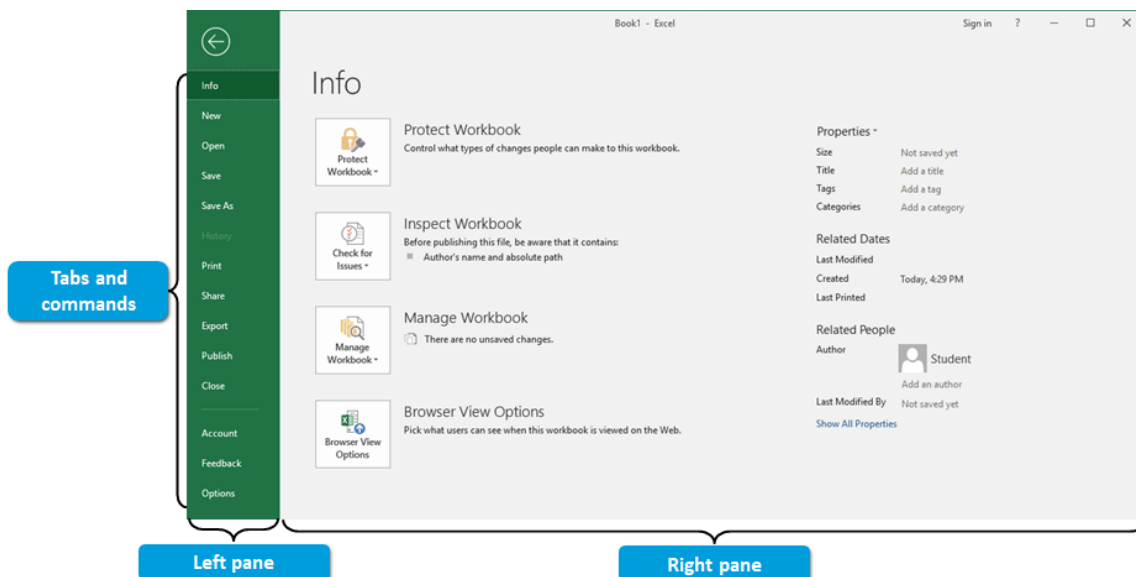 Book1 - Excel
Sign in ?
Info
New
Open
Save
Save As
History
Print
Share
Export
Publish
Close
Account
Feedback
Options
Tabs and
commands
Info
Protect
Workbook
Protect Workbook
Control what types of changes people can make to this workbook.
Check for
Issues
Inspect Workbook
Before publishing this file, be aware that it contains:
Author's name and absolute path
Manage
Workbook
Manage Workbook
There are no unsaved changes.
Browser View
Options
Browser View Options
Pick what users can see when this workbook is viewed on the Web.
Properties
Size Not saved yet
Title Add a title
Tags Add a tag
Categories Add a category
Related Dates
Last Modified
Created Today, 4:29 PM
Last Printed
Related People
Author Student
Add an author
Last Modified By Not saved yet
Show All Properties
Left pane
Right pane